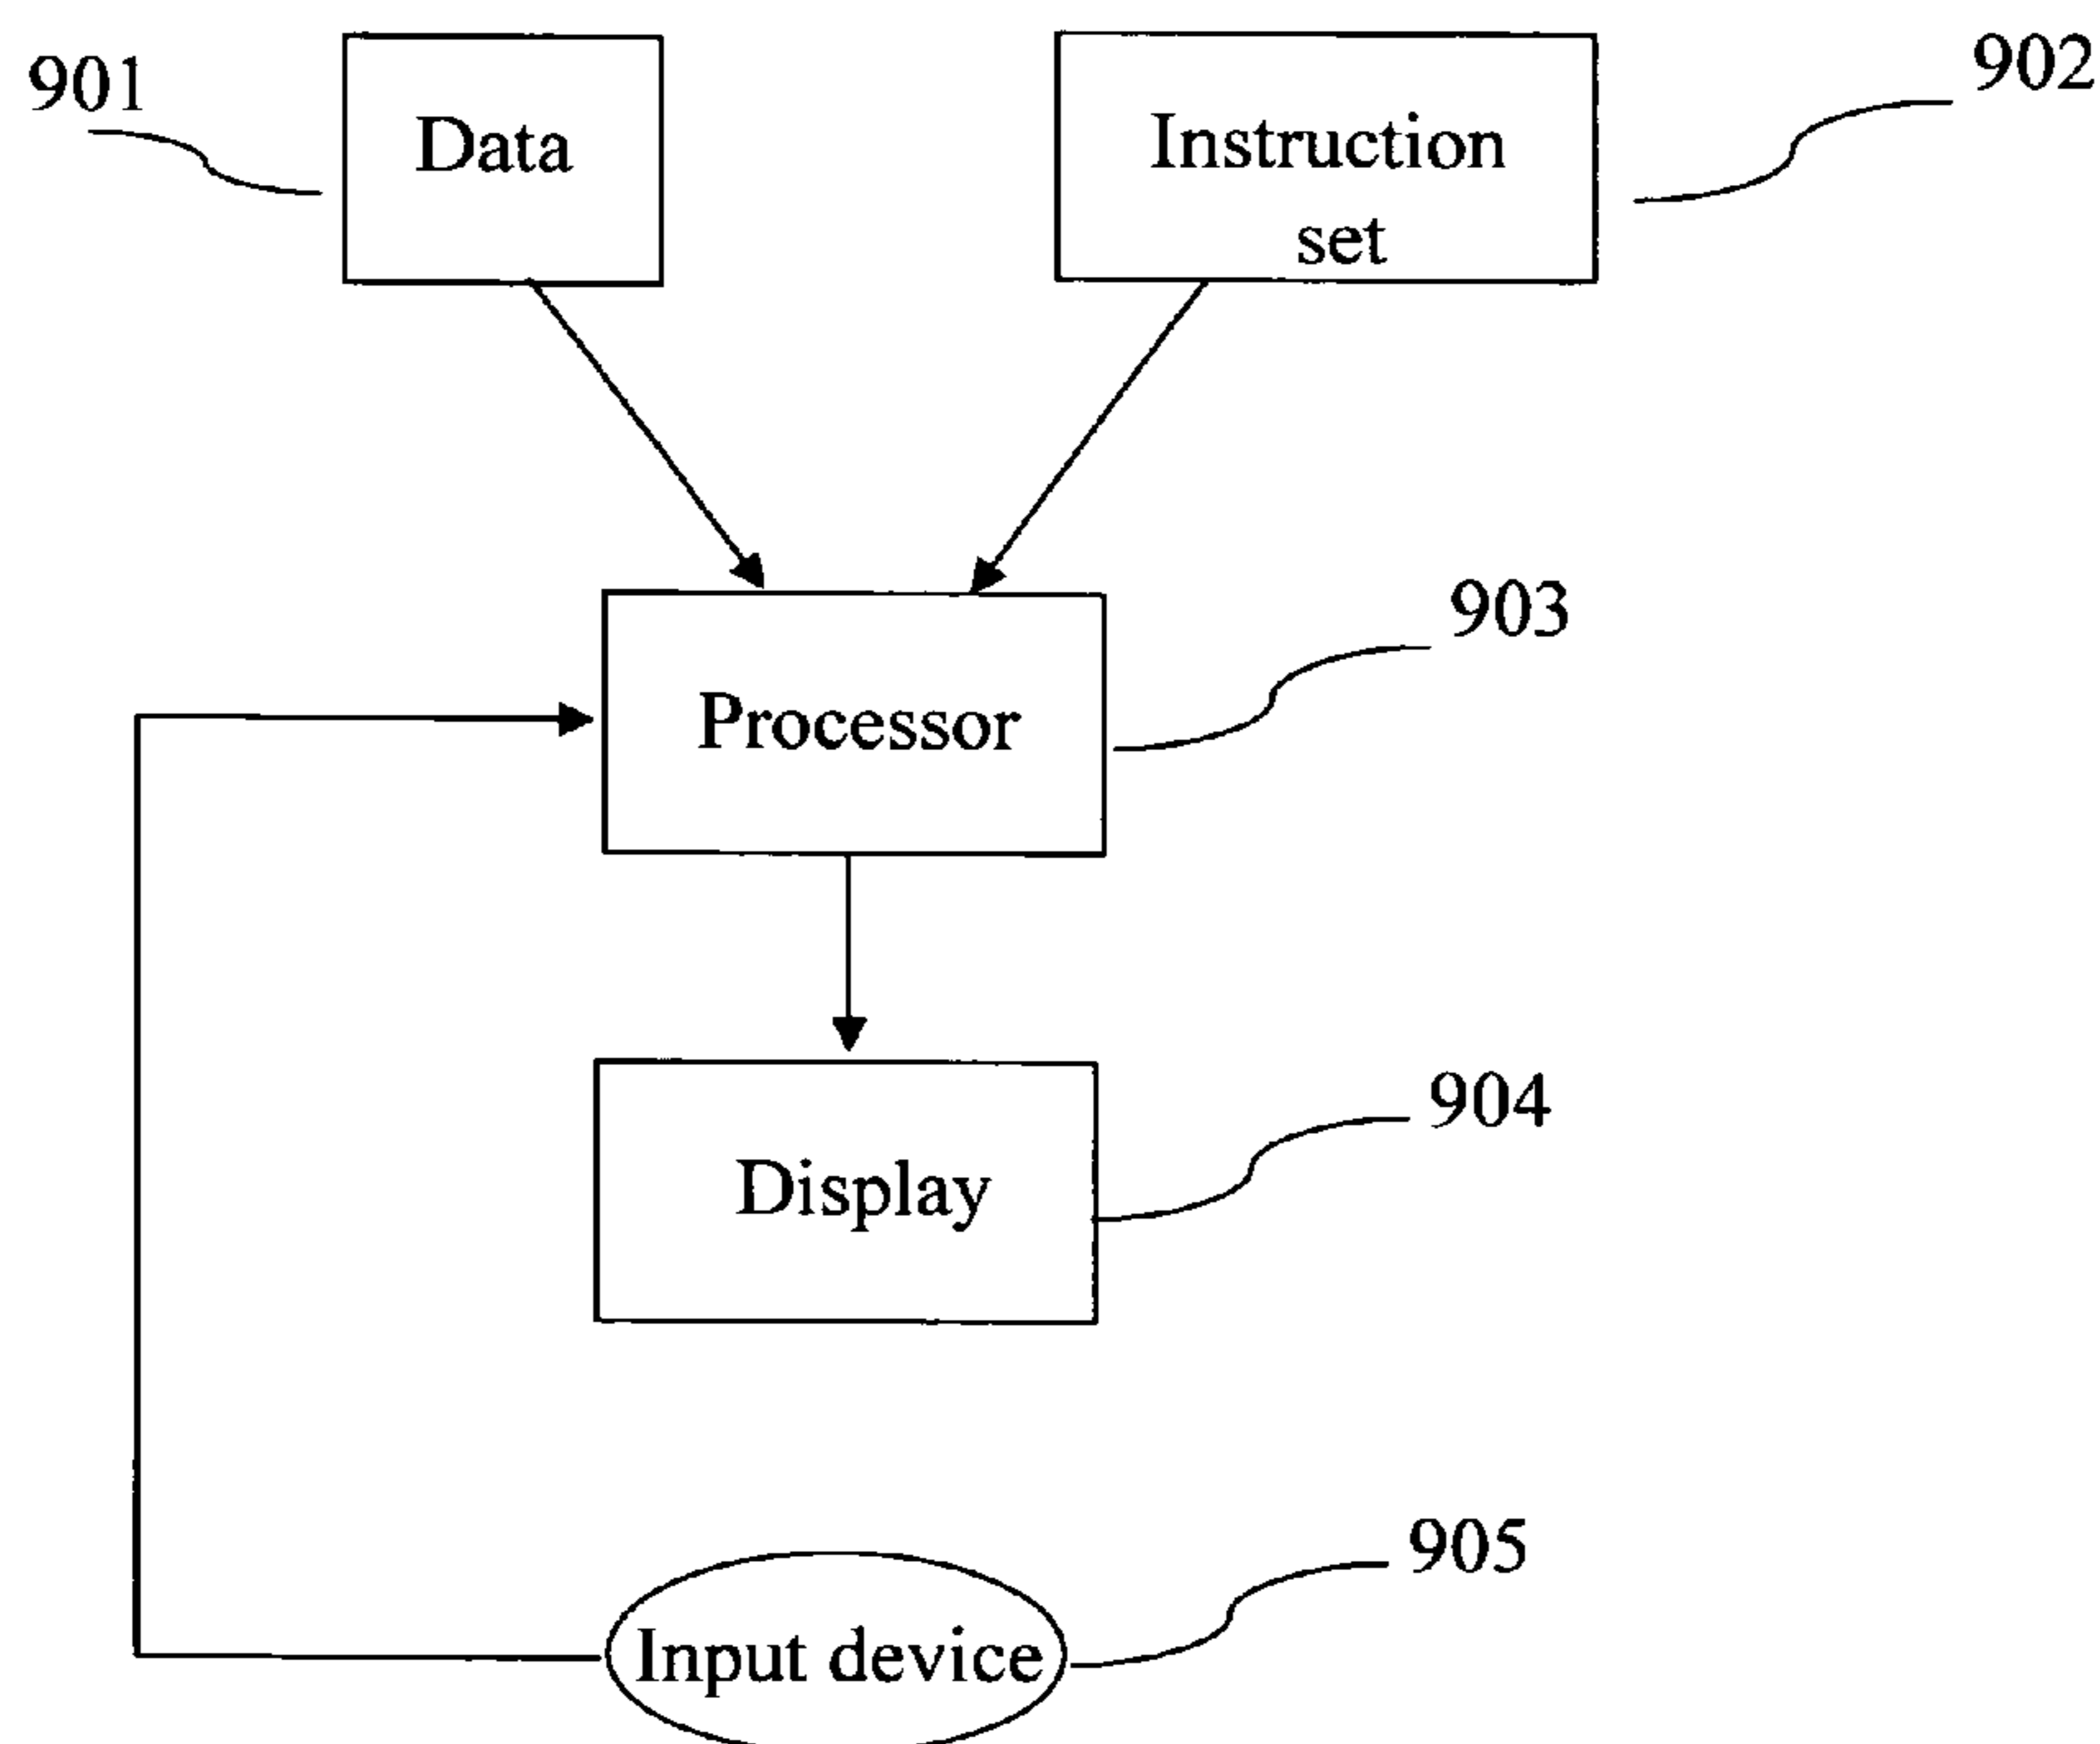 901
Data
Instruction
set
902
Processor
903
Display
904
Input device
905